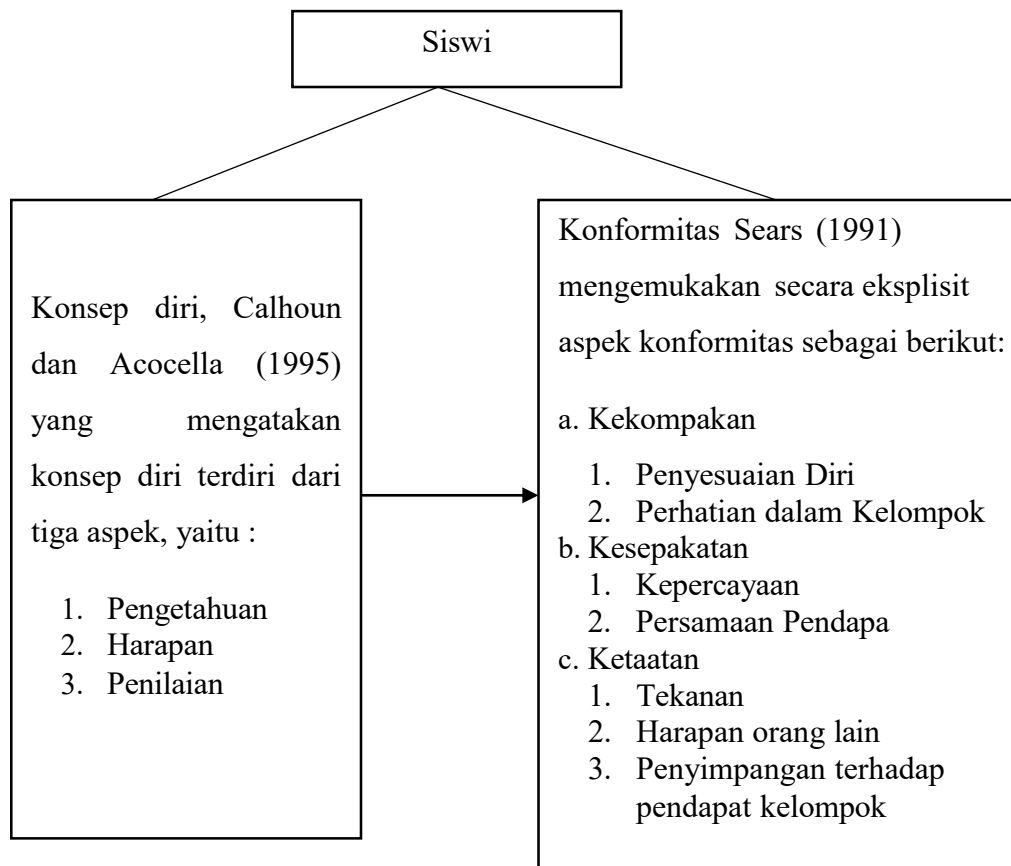 Siswi
Konsep diri, Calhoun
dan Acocella (1995)
yang mengatakan
konsep diri terdiri dari
tiga aspek, yaitu :
1. Pengetahuan
2. Harapan
3. Penilaian
Konformitas Sears (1991)
mengemukakan secara eksplisit
aspek konformitas sebagai berikut:
a. Kekompakan
1. Penyesuaian Diri
2. Perhatian dalam Kelompok
b. Kesepakatan
1. Kepercayaan
2. Persamaan Pendapa
c. Ketaatan
1. Tekanan
2. Harapan orang lain
3. Penyimpangan terhadap
pendapat kelompok